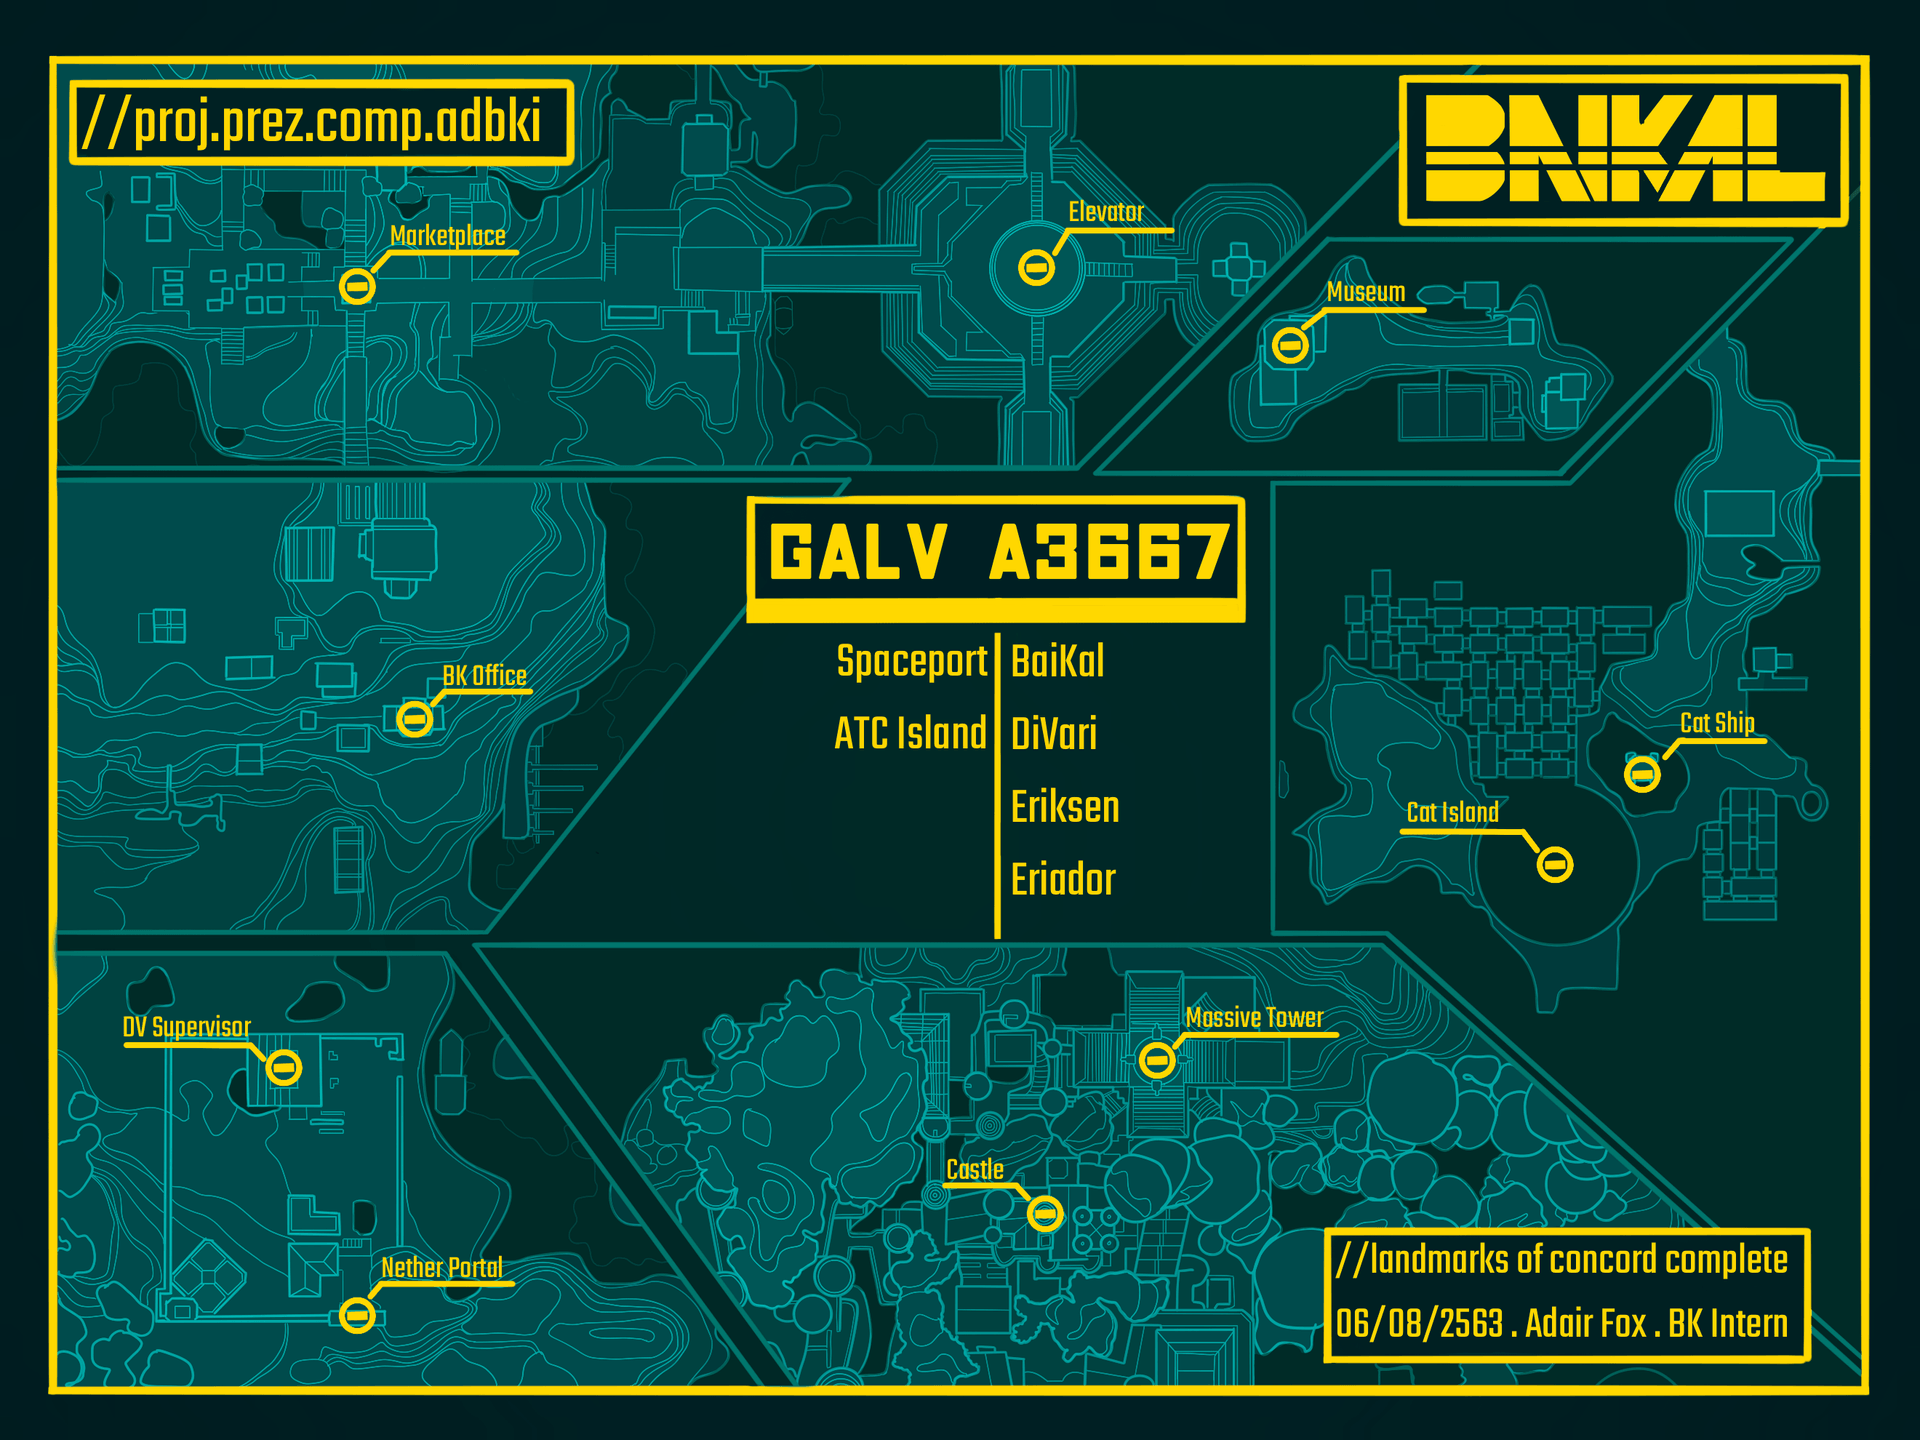 //proj.prez.comp.adbki
BNKAL
Elevator
Marketplace
Museum
GALV A3667
Spaceport
ATC Island
BaiKal
DiVari
Eriksen
Eriador
BK Office
Cat Ship
Cat Island
DV Supervisor
Nether Portal
Massive Tower
Castle
//landmarks of concord complete
06/08/2563 . Adair Fox . BK Intern